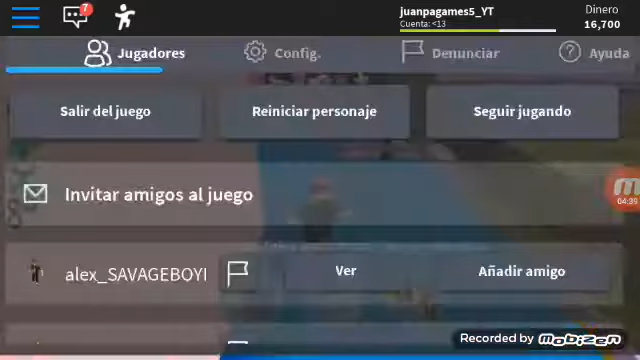 7
juanpagames5_YT
Cuenta: <13
Dinero
16,700
Jugadores
Config.
Denunciar
Ayuda
Salir del juego
Reiniciar personaje
Seguir jugando
Invitar amigos al juego
04:39
alex_SAVAGEBOYI
Ver
Añadir amigo
Recorded by mobizen